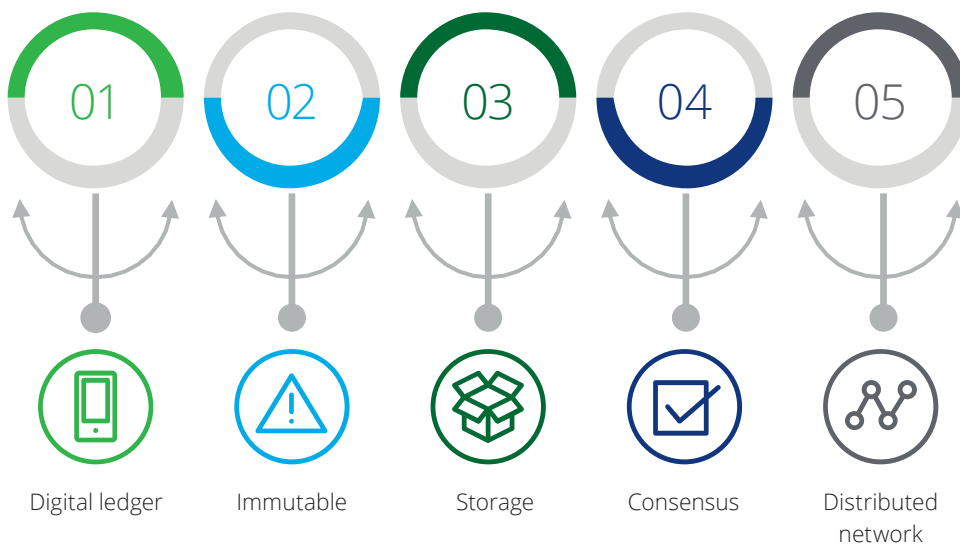 01
02
03
04
05
Digital ledger
Immutable
Storage
Consensus
Distributed
network